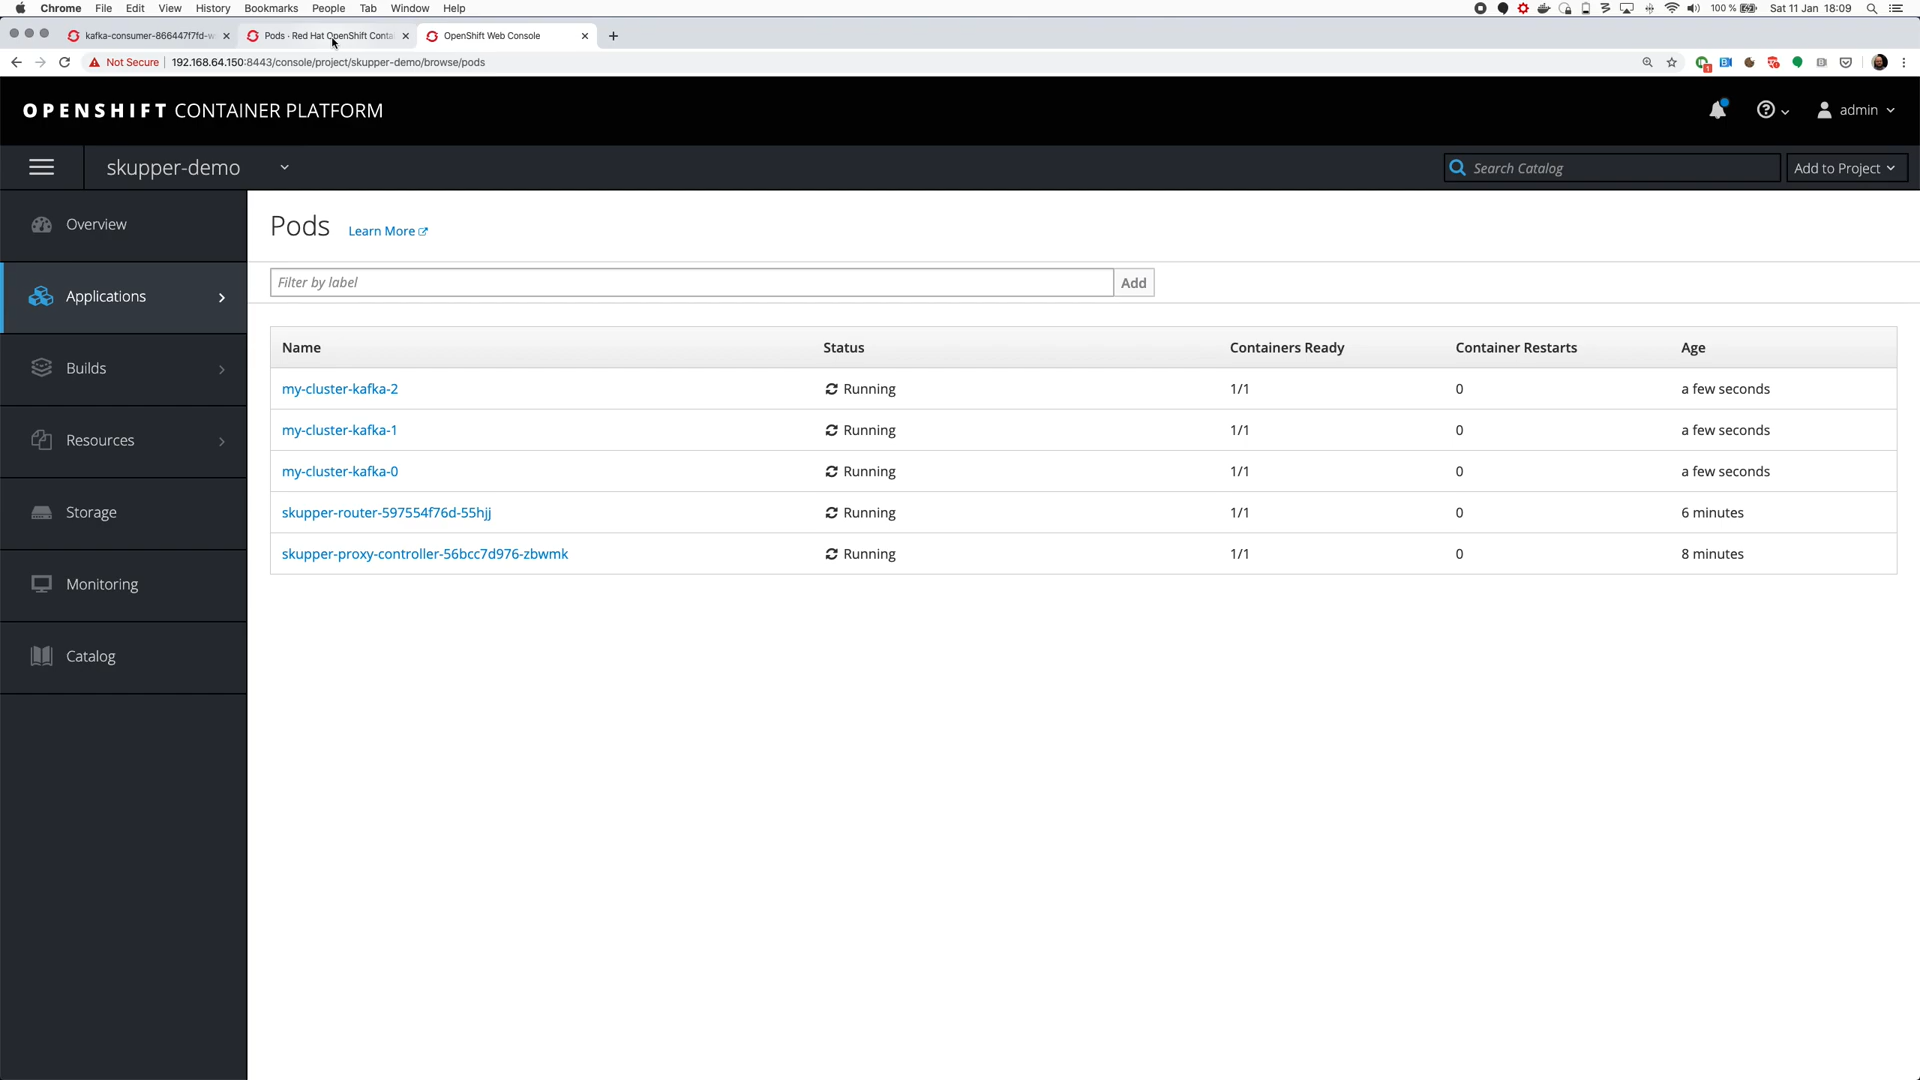 Chrome File Edit View History Bookmarks People Tab Window Help 100 % Sat 11 Jan 18:09
kafka-consumer-866447f7fd-w Pods · Red Hat OpenShift Conta OpenShift Web Console
Not Secure 192.168.64.150:8443/console/project/skupper-demo/browse/pods
OPENSHIFT CONTAINER PLATFORM admin
skupper-demo Search Catalog Add to Project
Overview
Applications
Builds
Resources
Storage
Monitoring
Catalog
Pods Learn More
Filter by label Add
Name Status Containers Ready Container Restarts Age
my-cluster-kafka-2 Running 1/1 0 a few seconds
my-cluster-kafka-1 Running 1/1 0 a few seconds
my-cluster-kafka-0 Running 1/1 0 a few seconds
skupper-router-597554f76d-55hjj Running 1/1 0 6 minutes
skupper-proxy-controller-56bcc7d976-zbwmk Running 1/1 0 8 minutes